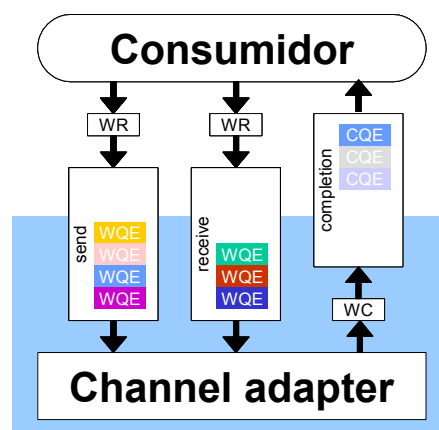 Consumidor
WR
WR
send
WQE
WQE
WQE
WQE
receive
WQE
WQE
WQE
completion
CQE
CQE
CQE
WC
Channel adapter